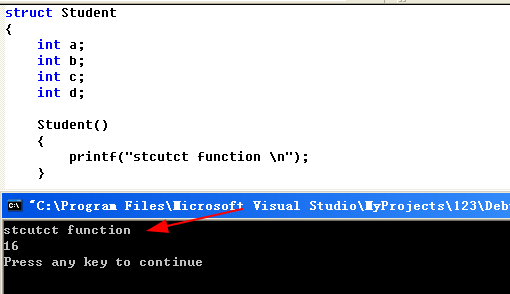 struct Student
{
    int a;
    int b;
    int c;
    int d;
    Student()
    {
        printf("stcutct function \n");
    }
"C:\Program Files\Microsoft Visual Studio\MyProjects\123\Deb
stcutct function
16
Press any key to continue